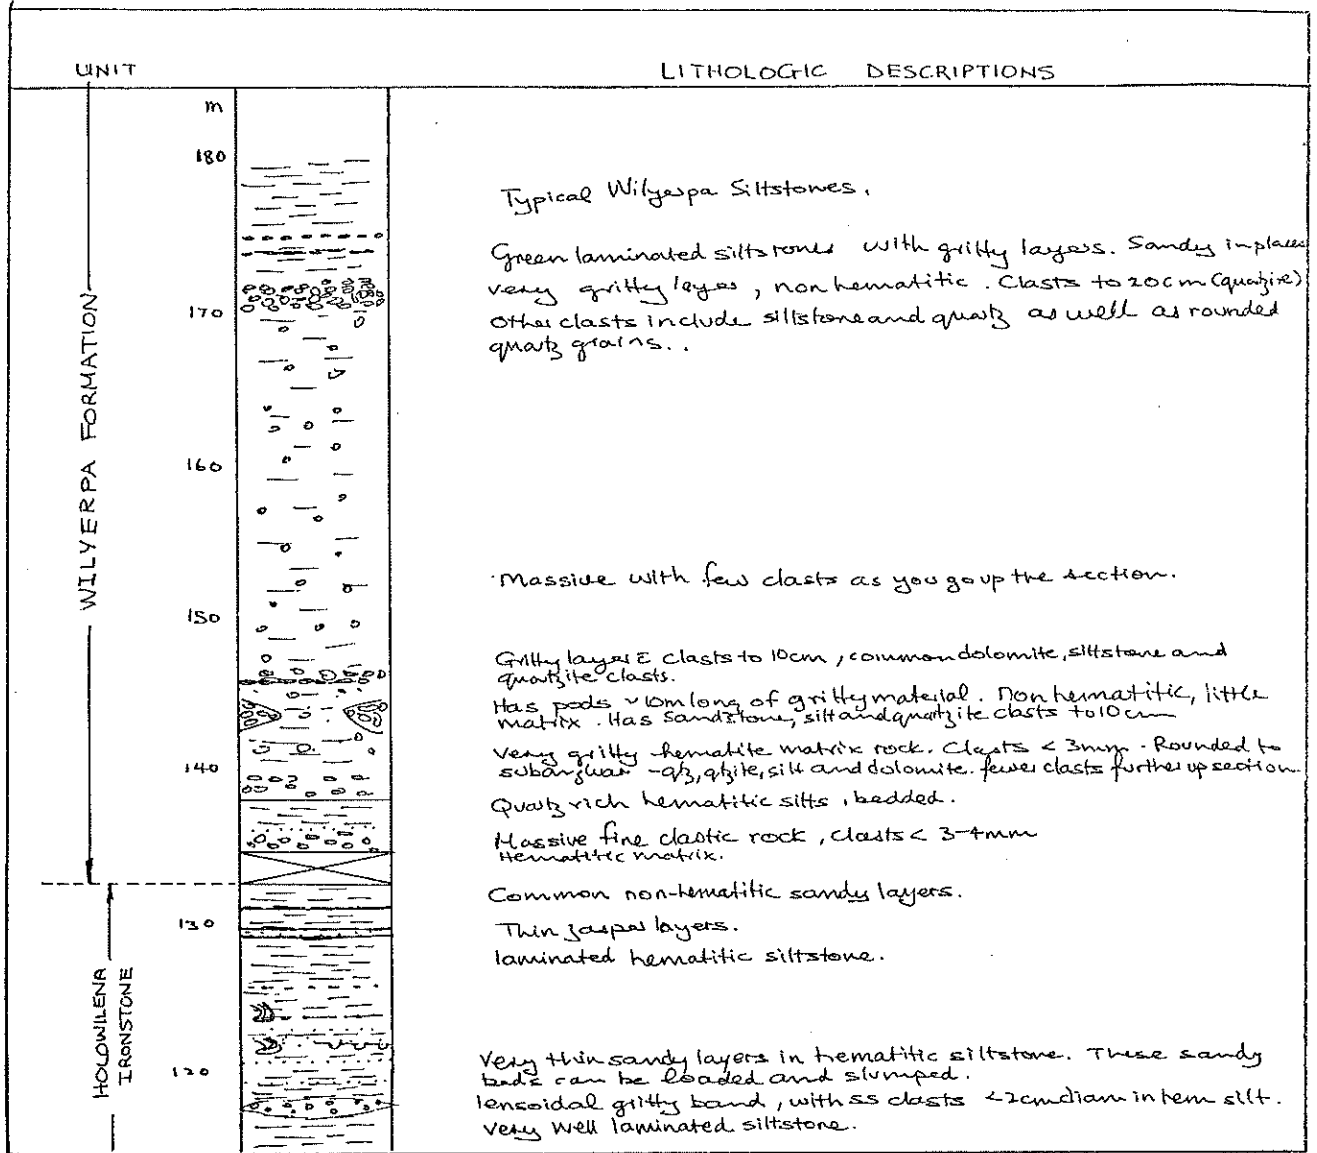 UNIT
LITHOLOGIC DESCRIPTIONS
m
180
Typical Wilyerpa Siltstones.
Green laminated siltstones with gritty layers. Sandy in places
very gritty layer, non hematitic. Clasts to 20cm (quatzite)
170
Other clasts include siltstone and quartz as well as rounded
quartz grains..
WILYERPA FORMATION
160
Massive with few clasts as you go up the section.
150
Gritty layer c̄ clasts to 10cm, common dolomite, siltstone and
quartzite clasts.
Has pods ~10m long of gritty material. Non hematitic, little
matrix. Has Sandstone, silt and quartzite clasts to 10cm
Very gritty hematite matrix rock. Clasts < 3mm. Rounded to
140
subangular - qtz, qtzite, silt and dolomite. fewer clasts further up section.
Quartz rich hematitic silts, bedded.
Massive fine clastic rock, clasts < 3-4mm
Hematitic matrix.
Common non-hematitic sandy layers.
130
Thin jasper layers.
laminated hematitic siltstone.
HOLOWILENA
IRONSTONE
120
Very thin sandy layers in hematitic siltstone. These sandy
beds can be loaded and slumped.
lensoidal gritty band, with ss clasts <2cm diam in hem silt.
Very well laminated siltstone.